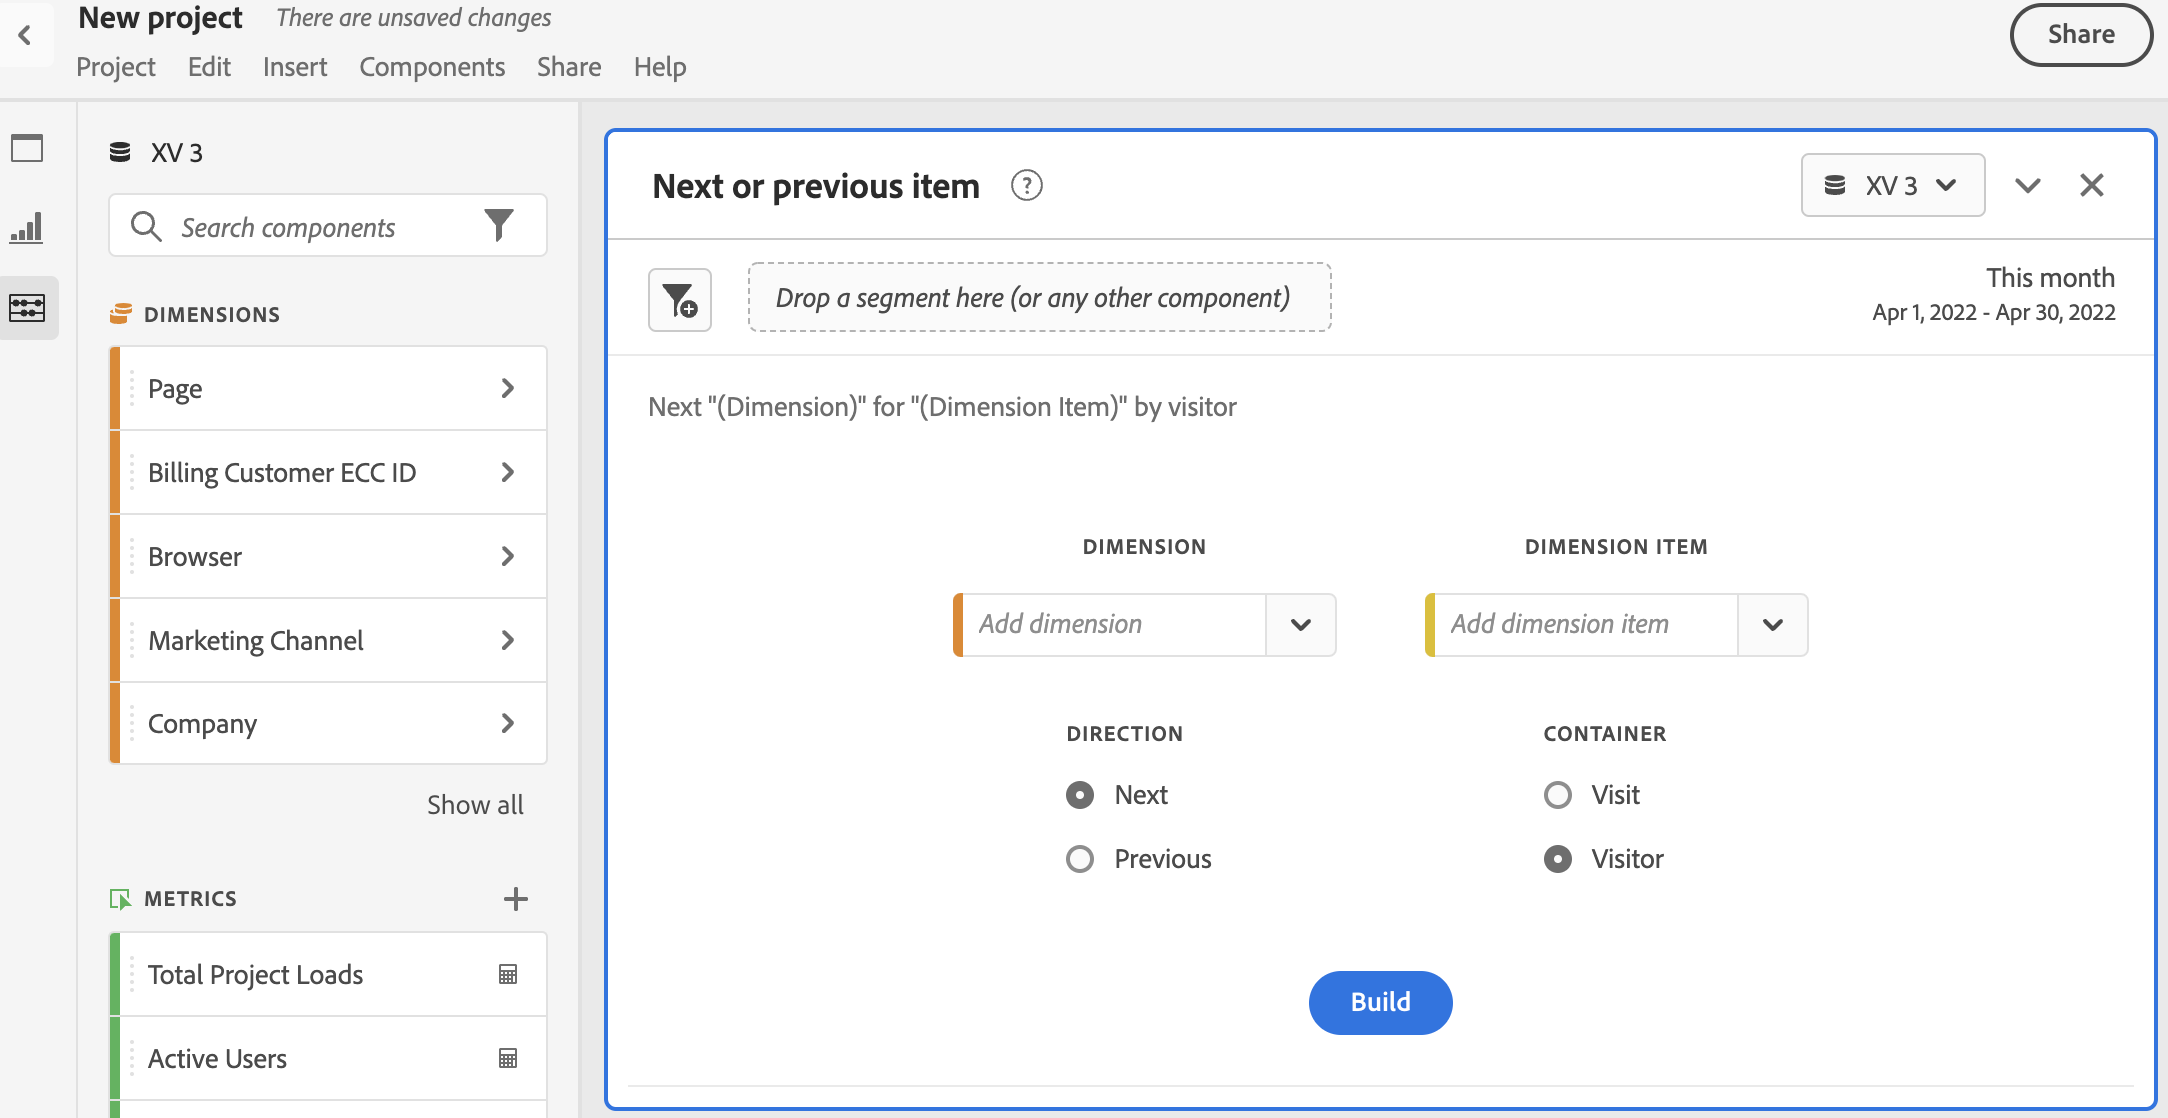 New project There are unsaved changes
Share
Project Edit Insert Components Share Help
XV 3
Search components
DIMENSIONS
Page
Billing Customer ECC ID
Browser
Marketing Channel
Company
Show all
METRICS
Total Project Loads
Active Users
Next or previous item ?
XV 3
Drop a segment here (or any other component)
This month
Apr 1, 2022 - Apr 30, 2022
Next "(Dimension)" for "(Dimension Item)" by visitor
DIMENSION DIMENSION ITEM
Add dimension Add dimension item
DIRECTION CONTAINER
Next Visit
Previous Visitor
Build